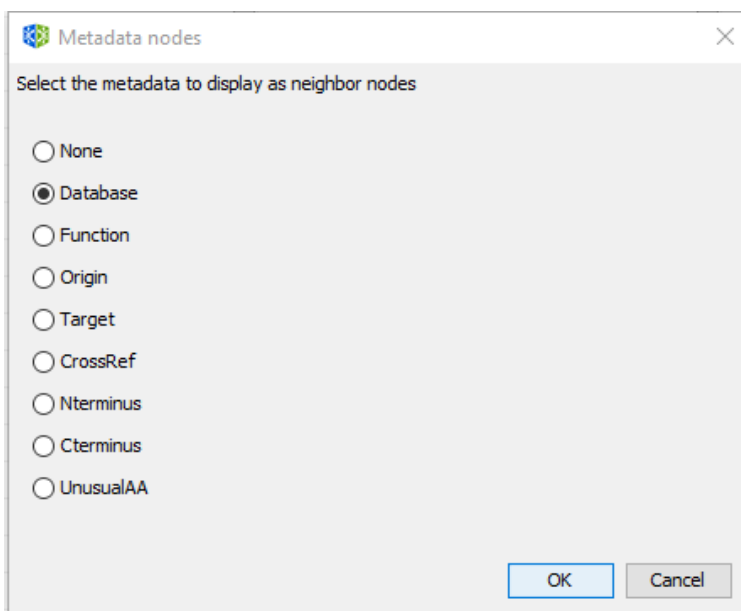 Metadata nodes
Select the metadata to display as neighbor nodes
None
Database
Function
Origin
Target
CrossRef
Nterminus
Cterminus
UnusualAA
OK Cancel